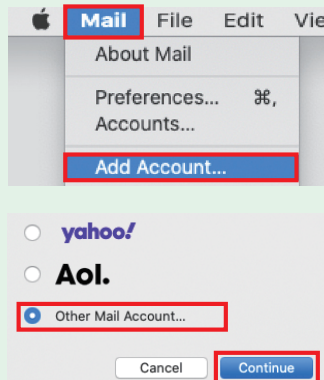 Mail File Edit Vie
About Mail
Preferences... ⌘,
Accounts...
Add Account...
yahoo!
Aol.
Other Mail Account...
Cancel Continue